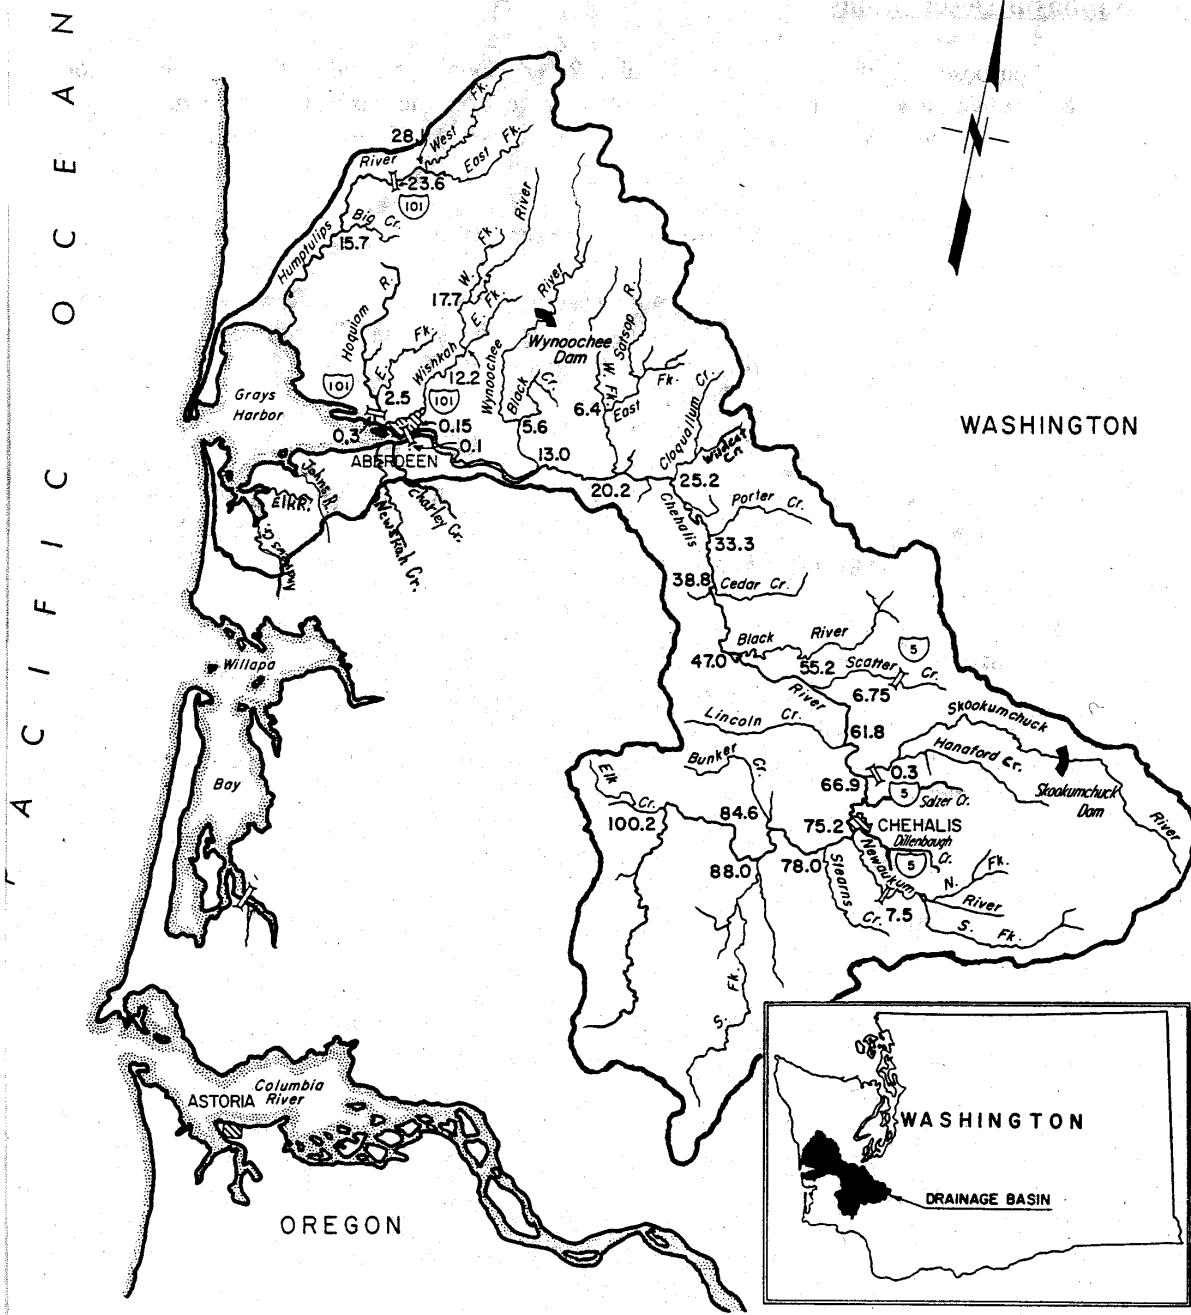 PACIFIC OCEAN
28.1
West Fk.
River
East Fk.
23.6
101
Big Cr.
15.7
Humptulips
River
W. Fk.
17.7
E. Fk.
River
Hoquiam R.
E. Fk.
Wishkah
12.2
Wynoochee
Wynoochee
Dam
Black Cr.
5.6
W. Fk.
Satsop R.
Fk.
East
6.4
101
2.5
101
0.15
0.3
0.1
Grays
Harbor
ABERDEEN
13.0
20.2
Cloquallum Cr.
Wildcat
Cr.
25.2
WASHINGTON
Johns R.
Elk R.
Andrews Cr.
Newskah Cr.
Charley Cr.
Chehalis
Porter Cr.
33.3
38.8
Cedar Cr.
Black River
47.0
55.2
Scatter Cr.
5
6.75
River
Lincoln Cr.
61.8
Skookumchuck
Hanaford Cr.
Bunker Cr.
0.3
66.9
5
Salzer Cr.
Skookumchuck
Dam
River
Elk Cr.
100.2
84.6
75.2
CHEHALIS
Dillenbaugh
Cr.
5
Newaukum
88.0
78.0
Stearns Cr.
7.5
N. Fk.
River
S. Fk.
S. Fk.
Willapa
Bay
ASTORIA
Columbia
River
OREGON
WASHINGTON
DRAINAGE BASIN